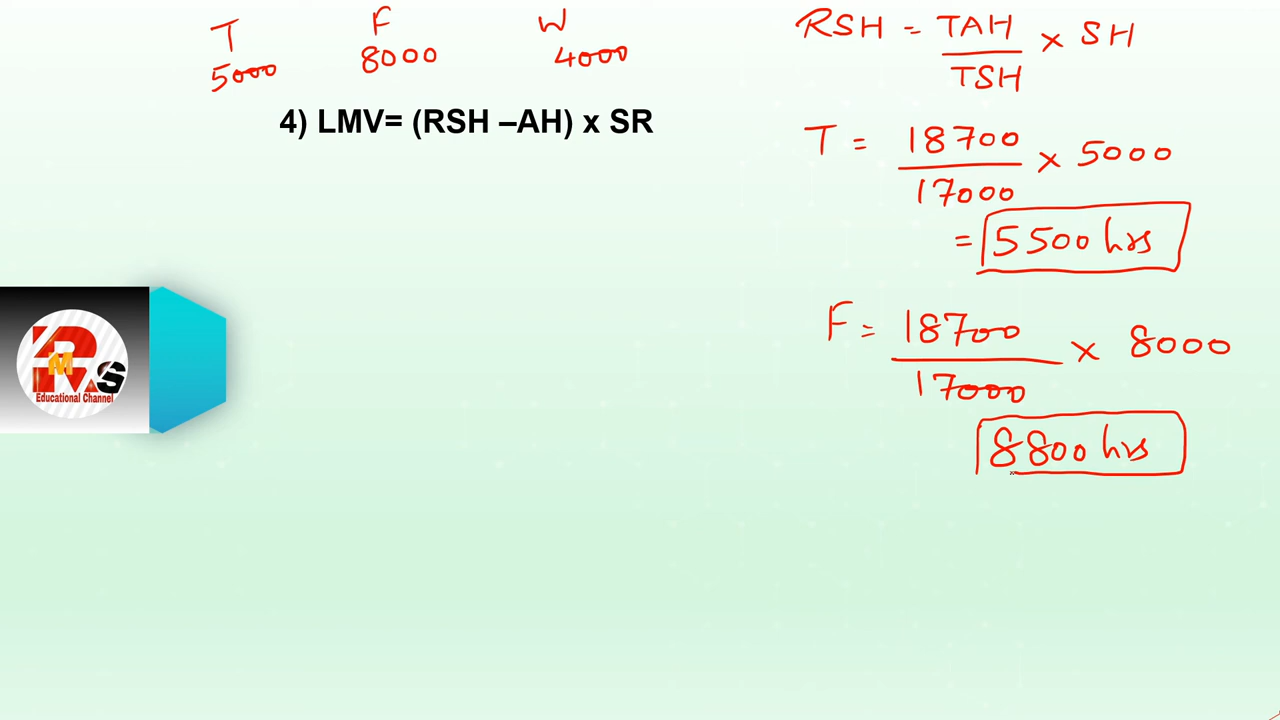 T F W
5000 8000 4000
4) LMV= (RSH –AH) x SR
RSH = TAH / TSH × SH
T = 18700 / 17000 × 5000
= 5500 hrs
F = 18700 / 17000 × 8000
8800 hrs
RMS
Educational Channel